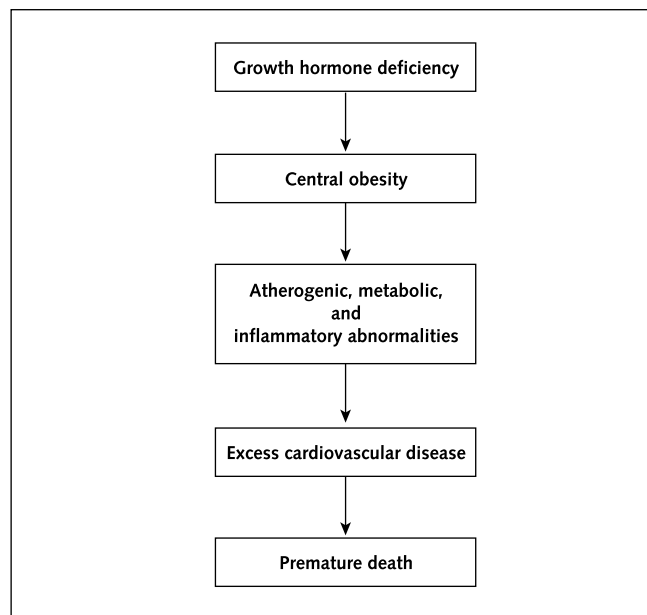 Growth hormone deficiency
Central obesity
Atherogenic, metabolic,
and
inflammatory abnormalities
Excess cardiovascular disease
Premature death